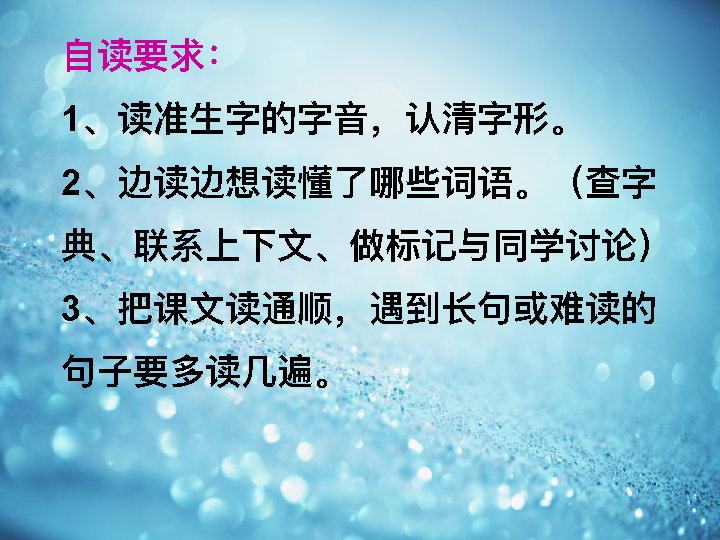 自读要求：
1、读准生字的字音，认清字形。
2、边读边想读懂了哪些词语。（查字
典、联系上下文、做标记与同学讨论）
3、把课文读通顺，遇到长句或难读的
句子要多读几遍。